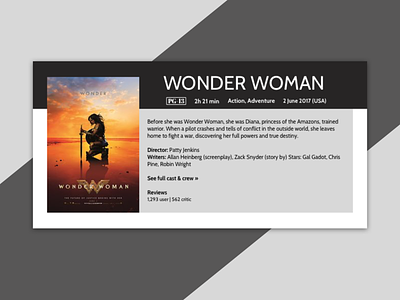 WONDER WOMAN
PG 13 2h 21 min Action, Adventure 2 June 2017 (USA)
WONDER
WONDER WOMAN
Before she was Wonder Woman, she was Diana, princess of the Amazons, trained
warrior. When a pilot crashes and tells of conflict in the outside world, she leaves
home to fight a war, discovering her full powers and true destiny.
Director: Patty Jenkins
Writers: Allan Heinberg (screenplay), Zack Snyder (story by) Stars: Gal Gadot, Chris
Pine, Robin Wright
See full cast & crew »
Reviews
1,293 user | 562 critic